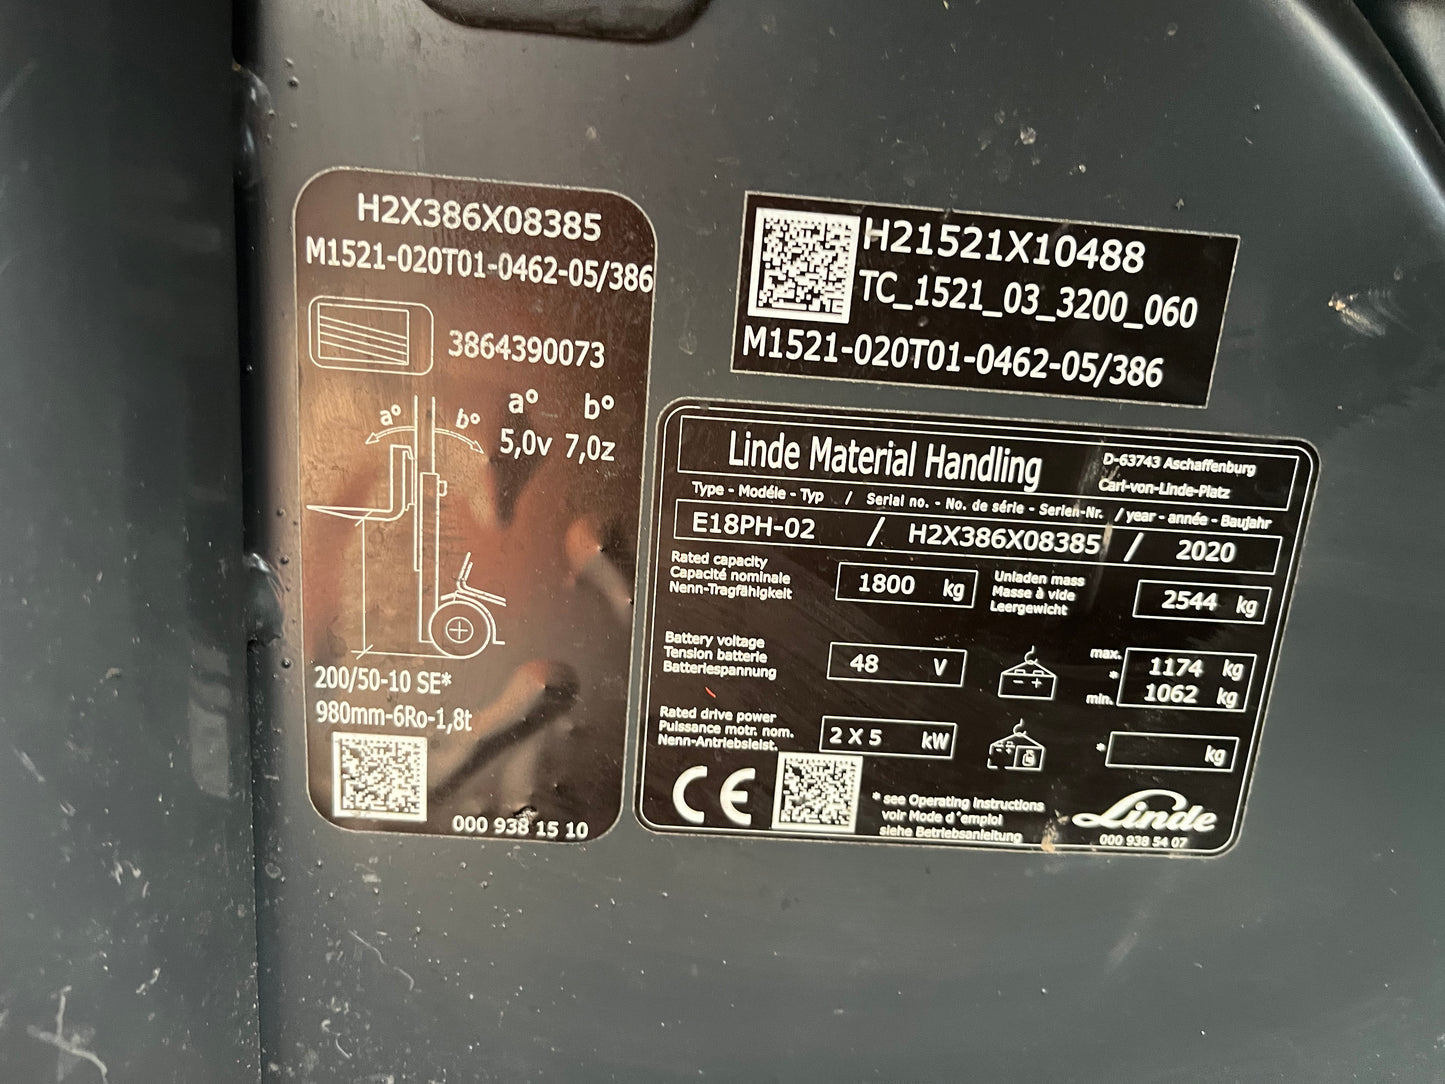 H2X386X08385
M1521-020T01-0462-05/386
3864390073
a° b°
5,0v 7,0z
a° b°
200/50-10 SE*
980mm-6Ro-1,8t
000 938 15 10
H21521X10488
TC_1521_03_3200_060
M1521-020T01-0462-05/386
Linde Material Handling
D-63743 Aschaffenburg
Carl-von-Linde-Platz
Type - Modéle - Typ / Serial no. - No. de série - Serien-Nr. / year - année - Baujahr
E18PH-02 / H2X386X08385 / 2020
Rated capacity
Capacité nominale
Nenn-Tragfähigkeit
1800 kg
Unladen mass
Masse à vide
Leergewicht
2544 kg
Battery voltage
Tension batterie
Batteriespannung
48 V
max. 1174 kg
*
min. 1062 kg
Rated drive power
Puissance motr. nom.
Nenn-Antriebsleist.
2 X 5 kW
* kg
CE
* see Operating Instructions
voir Mode d'emploi
siehe Betriebsanleitung
Linde
000 938 54 07